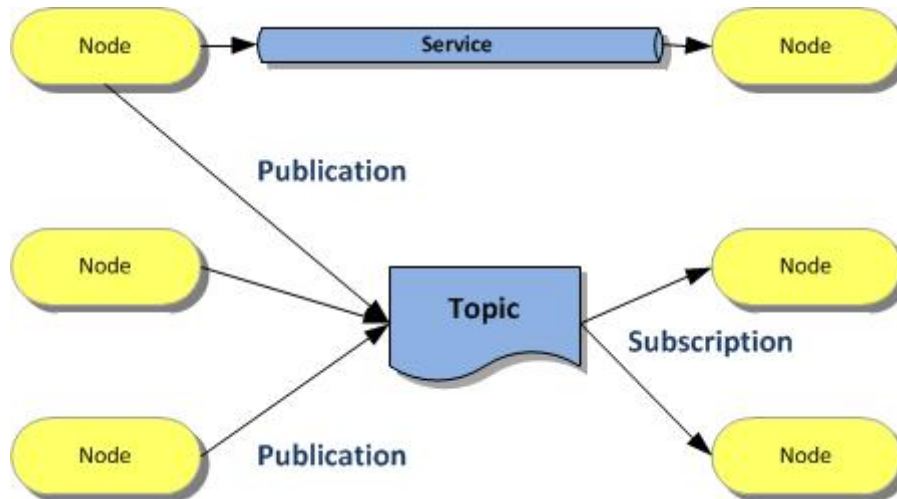 Node
Service
Node
Publication
Node
Topic
Node
Subscription
Node
Publication
Node